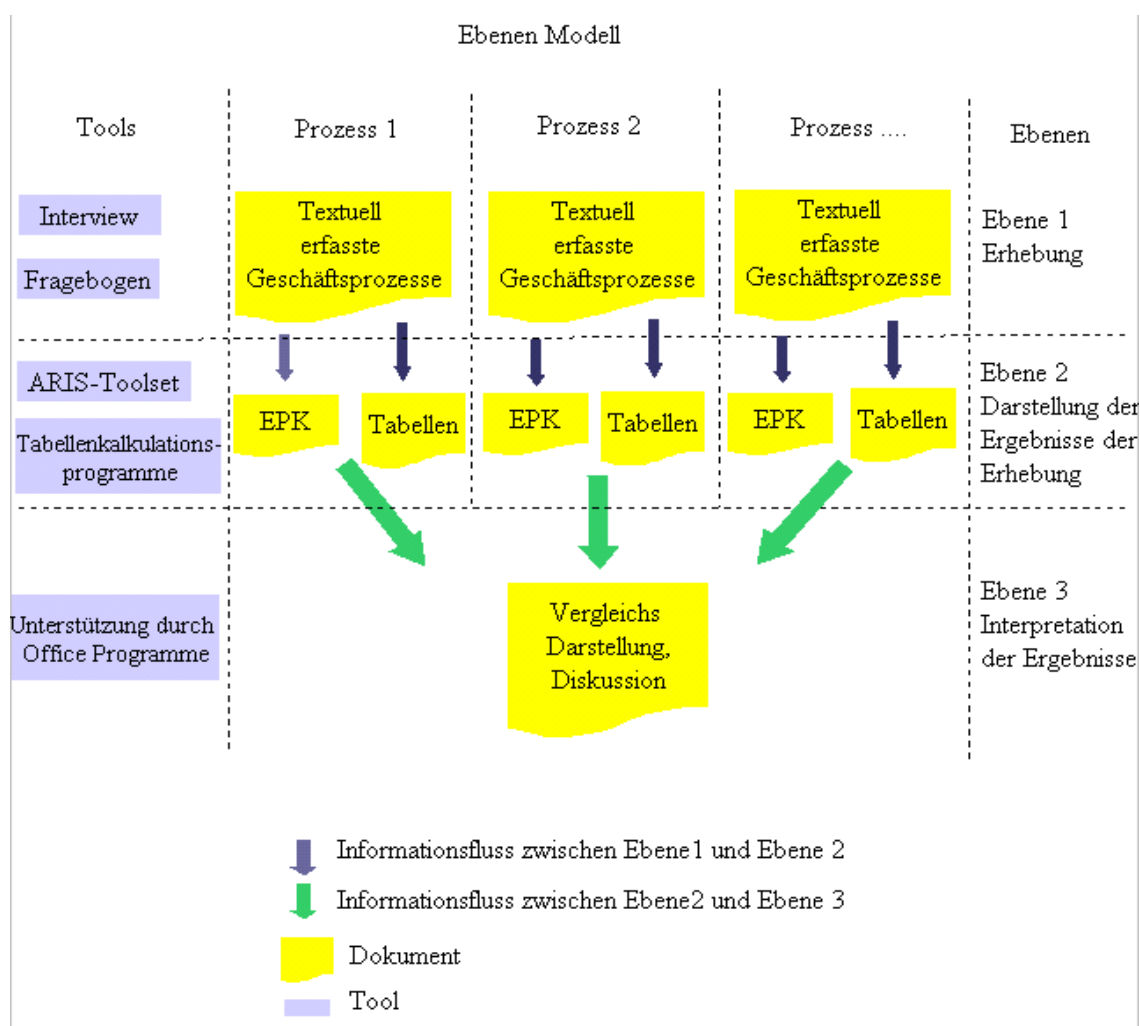 Ebenen Modell
Tools
Prozess 1
Prozess 2
Prozess ....
Ebenen
Interview
Fragebogen
Textuell
erfasste
Geschäftsprozesse
Textuell
erfasste
Geschäftsprozesse
Textuell
erfasste
Geschäftsprozesse
Ebene 1
Erhebung
ARIS-Toolset
Tabellenkalkulations-
programme
EPK
Tabellen
EPK
Tabellen
EPK
Tabellen
Ebene 2
Darstellung der
Ergebnisse der
Erhebung
Unterstützung durch
Office Programme
Vergleichs
Darstellung,
Diskussion
Ebene 3
Interpretation
der Ergebnisse
Informationsfluss zwischen Ebene1 und Ebene 2
Informationsfluss zwischen Ebene2 und Ebene 3
Dokument
Tool